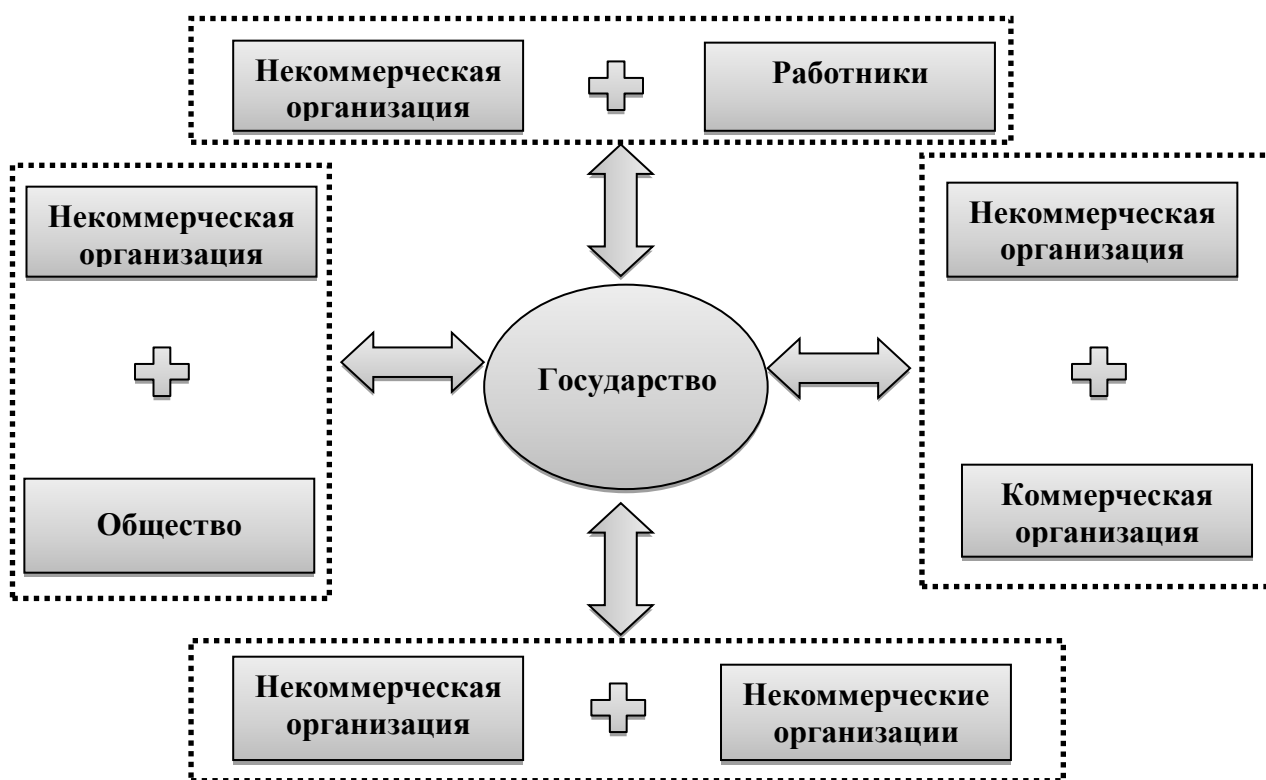 Некоммерческая
организация
Работники
Некоммерческая
организация
Общество
Государство
Некоммерческая
организация
Коммерческая
организация
Некоммерческая
организация
Некоммерческие
организации